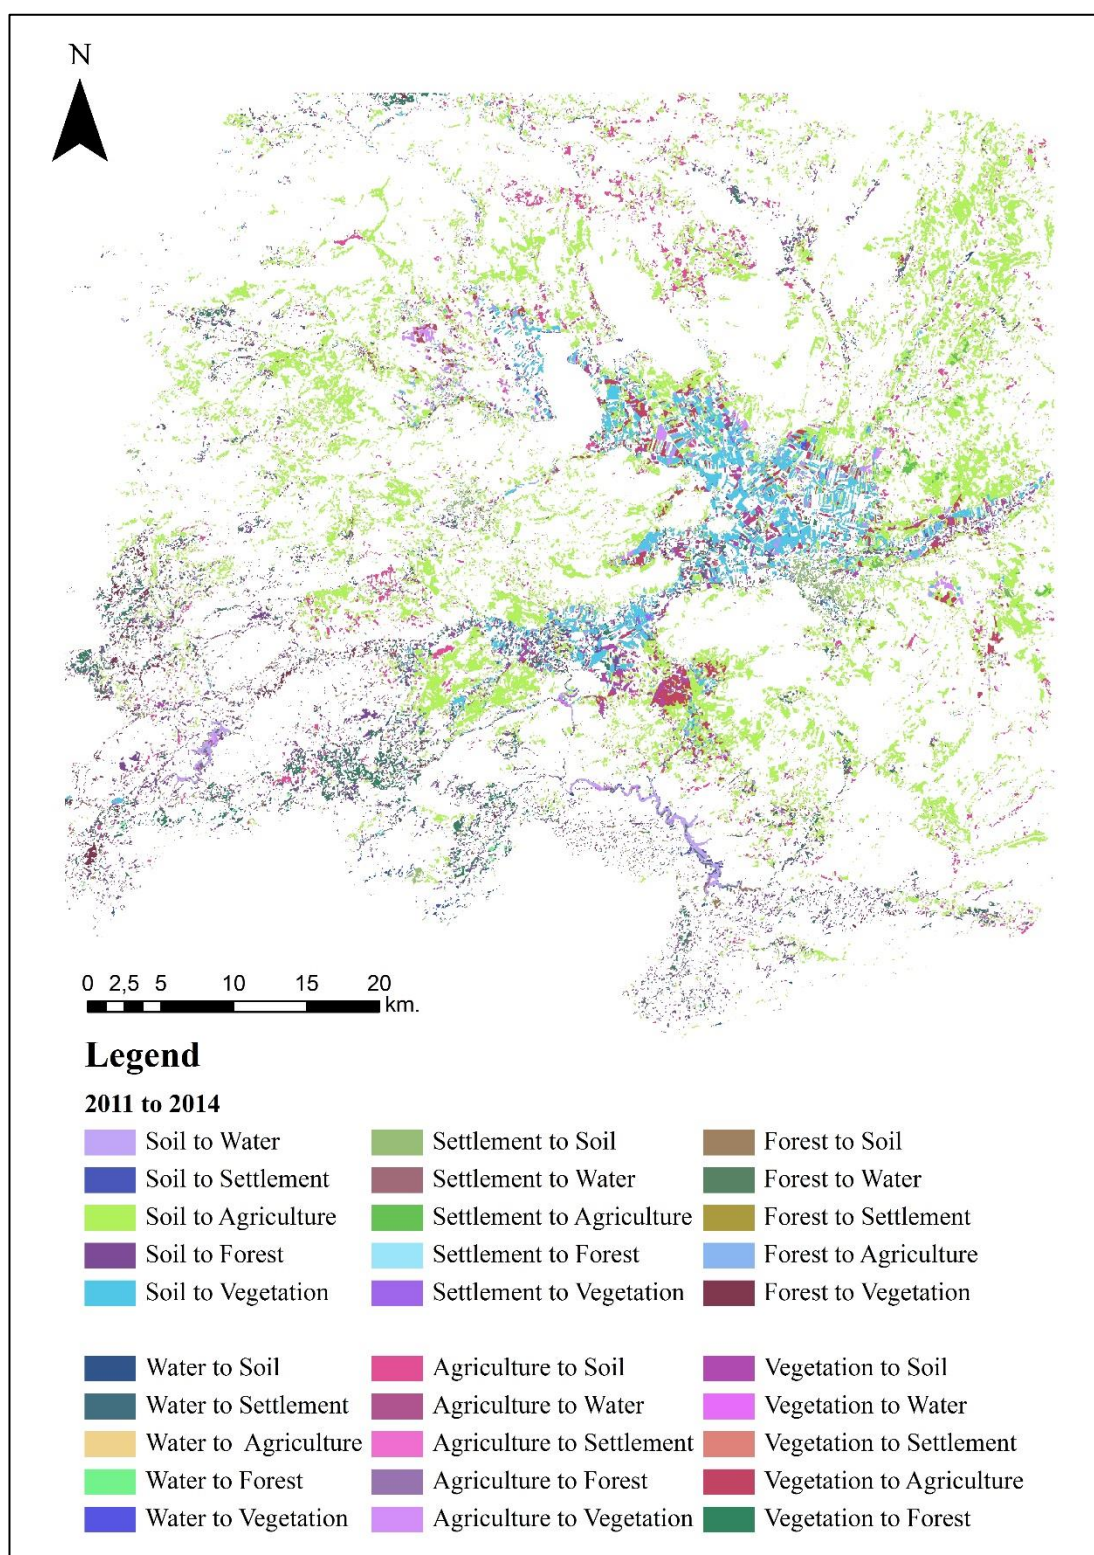 N
0 2,5 5 10 15 20
km.
Legend
2011 to 2014
Soil to Water Settlement to Soil Forest to Soil
Soil to Settlement Settlement to Water Forest to Water
Soil to Agriculture Settlement to Agriculture Forest to Settlement
Soil to Forest Settlement to Forest Forest to Agriculture
Soil to Vegetation Settlement to Vegetation Forest to Vegetation
Water to Soil Agriculture to Soil Vegetation to Soil
Water to Settlement Agriculture to Water Vegetation to Water
Water to Agriculture Agriculture to Settlement Vegetation to Settlement
Water to Forest Agriculture to Forest Vegetation to Agriculture
Water to Vegetation Agriculture to Vegetation Vegetation to Forest